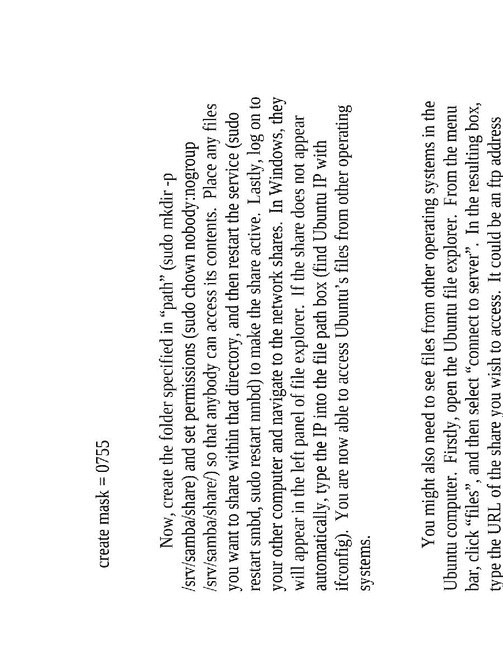 create mask = 0755
Now, create the folder specified in “path” (sudo mkdir -p
/srv/samba/share) and set permissions (sudo chown nobody:nogroup
/srv/samba/share/) so that anybody can access its contents.  Place any files
you want to share within that directory, and then restart the service (sudo
restart smbd, sudo restart nmbd) to make the share active.  Lastly, log on to
your other computer and navigate to the network shares.  In Windows, they
will appear in the left panel of file explorer.  If the share does not appear
automatically, type the IP into the file path box (find Ubuntu IP with
ifconfig).  You are now able to access Ubuntu’s files from other operating
systems.
You might also need to see files from other operating systems in the
Ubuntu computer.  Firstly, open the Ubuntu file explorer.  From the menu
bar, click “files”, and then select “connect to server”.  In the resulting box,
type the URL of the share you wish to access.  It could be an ftp address